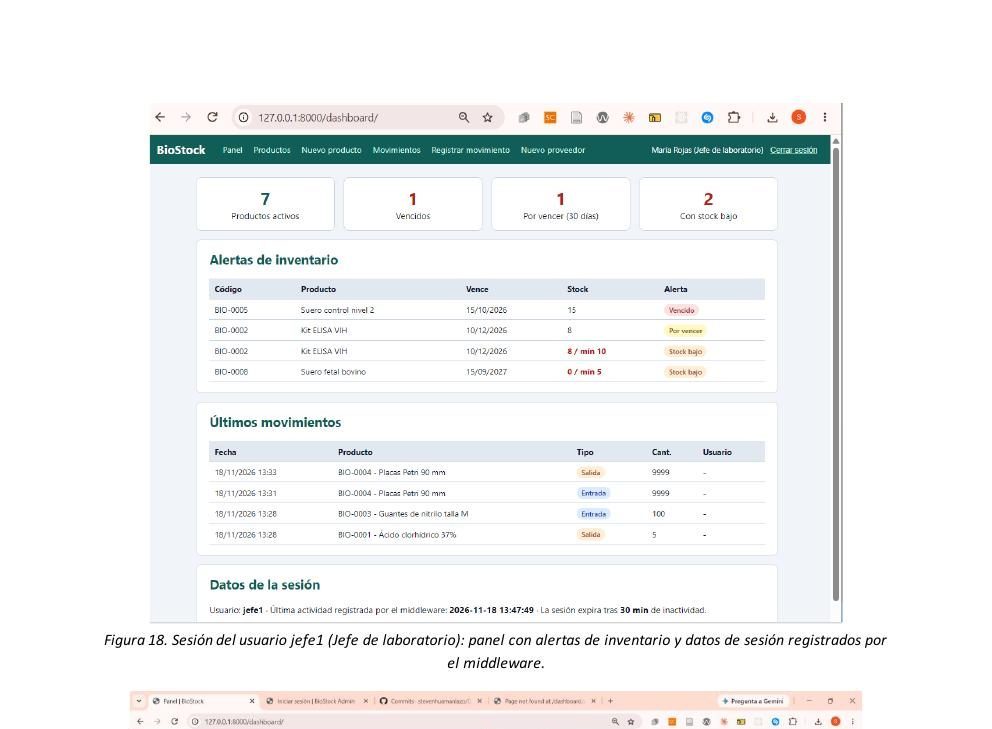 127.0.0.1:8000/dashboard/
BioStock Panel Productos Nuevo producto Movimientos Registrar movimiento Nuevo proveedor María Rojas (Jefe de laboratorio) Cerrar sesión
7 1 1 2
Productos activos Vencidos Por vencer (30 días) Con stock bajo
Alertas de inventario
Código Producto Vence Stock Alerta
BIO-0005 Suero control nivel 2 15/10/2026 15 Vencido
BIO-0002 Kit ELISA VIH 10/12/2026 8 Por vencer
BIO-0002 Kit ELISA VIH 10/12/2026 8 / mín 10 Stock bajo
BIO-0008 Suero fetal bovino 15/09/2027 0 / mín 5 Stock bajo
Últimos movimientos
Fecha Producto Tipo Cant. Usuario
18/11/2026 13:33 BIO-0004 - Placas Petri 90 mm Salida 9999 -
18/11/2026 13:31 BIO-0004 - Placas Petri 90 mm Entrada 9999 -
18/11/2026 13:28 BIO-0003 - Guantes de nitrilo talla M Entrada 100 -
18/11/2026 13:28 BIO-0001 - Ácido clorhídrico 37% Salida 5 -
Datos de la sesión
Usuario: jefe1 - Última actividad registrada por el middleware: 2026-11-18 13:47:49 - La sesión expira tras 30 min de inactividad.
Figura 18. Sesión del usuario jefe1 (Jefe de laboratorio): panel con alertas de inventario y datos de sesión registrados por
el middleware.
Panel | BioStock Iniciar sesión | BioStock Admin Commits · Page not found at /dashboard Pregunta a Gemini
127.0.0.1:8000/dashboard/